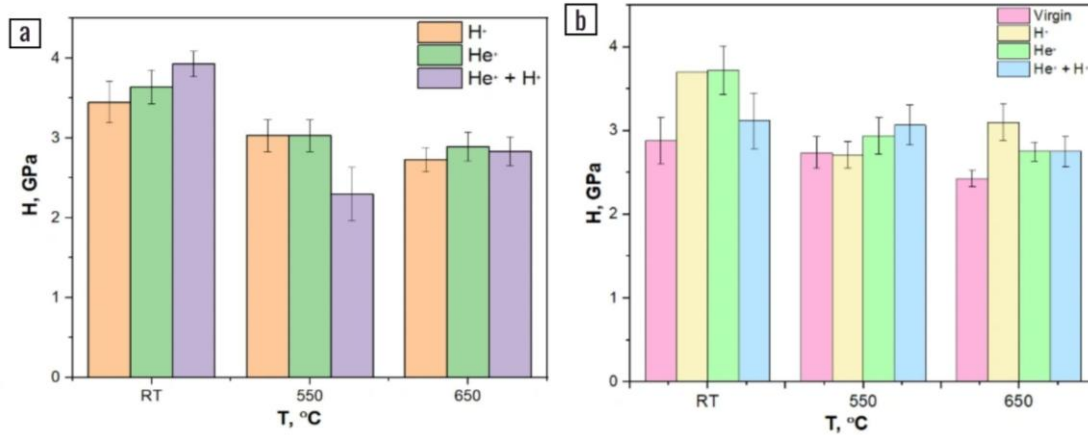 a
H⁺
He⁺
He⁺ + H⁺
4
3
2
1
0
H, GPa
RT
550
650
T, °C
b
Virgin
H⁺
He⁺
He⁺ + H⁺
4
3
2
1
0
H, GPa
RT
550
650
T, °C